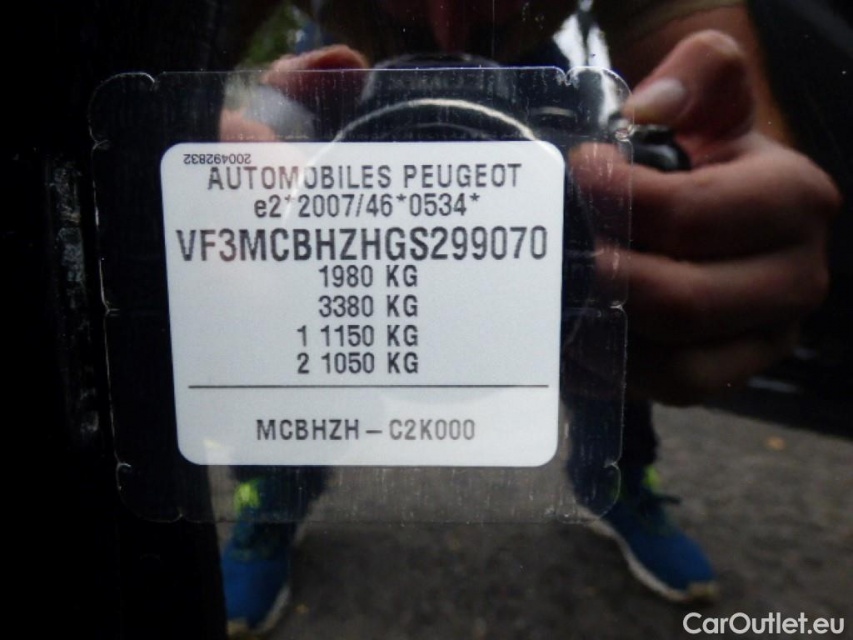 200492832
AUTOMOBILES PEUGEOT
e2*2007/46*0534*
VF3MCBHZHGS299070
1980 KG
3380 KG
1 1150 KG
2 1050 KG
MCBHZH – C2K000
CarOutlet.eu